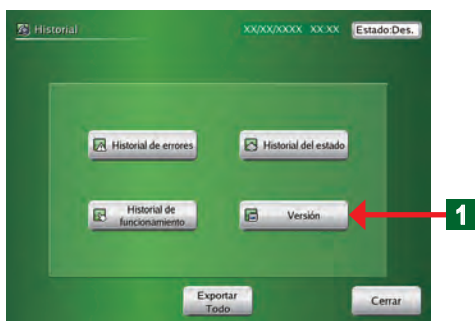 Historial
XX/XX/XXXX XX:XX
Estado:Des.
Historial de errores
Historial del estado
Historial de
funcionamiento
Versión
1
Exportar
Todo
Cerrar